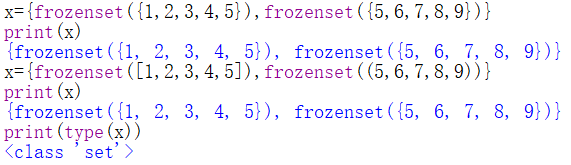 x={frozenset({1,2,3,4,5}),frozenset({5,6,7,8,9})}
print(x)
{frozenset({1, 2, 3, 4, 5}), frozenset({5, 6, 7, 8, 9})}
x={frozenset([1,2,3,4,5]),frozenset((5,6,7,8,9))}
print(x)
{frozenset({1, 2, 3, 4, 5}), frozenset({5, 6, 7, 8, 9})}
print(type(x))
<class 'set'>